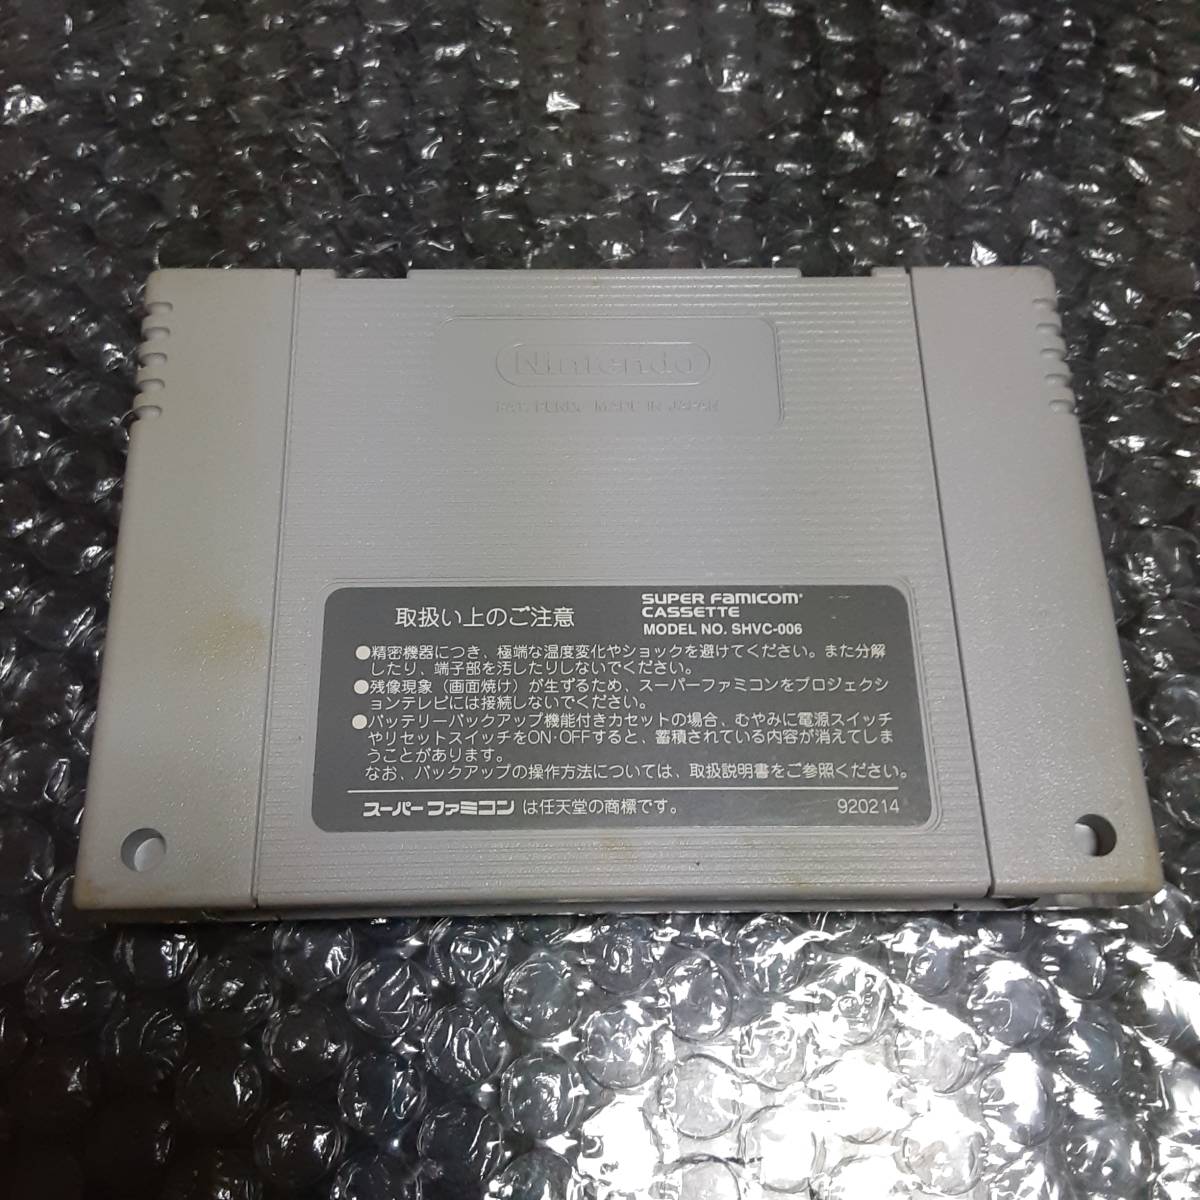 Nintendo
PAT. PEND. MADE IN JAPAN
取扱い上のご注意
SUPER FAMICOM
CASSETTE
MODEL NO. SHVC-006
●精密機器につき、極端な温度変化やショックを避けてください。また分解
したり、端子部を汚したりしないでください。
●残像現象（画面焼け）が生ずるため、スーパーファミコンをプロジェクシ
ョンテレビには接続しないでください。
●バッテリーバックアップ機能付きカセットの場合、むやみに電源スイッチ
やリセットスイッチをON・OFFすると、蓄積されている内容が消えてしま
うことがあります。
なお、バックアップの操作方法については、取扱説明書をご参照ください。
スーパーファミコン は任天堂の商標です。
920214